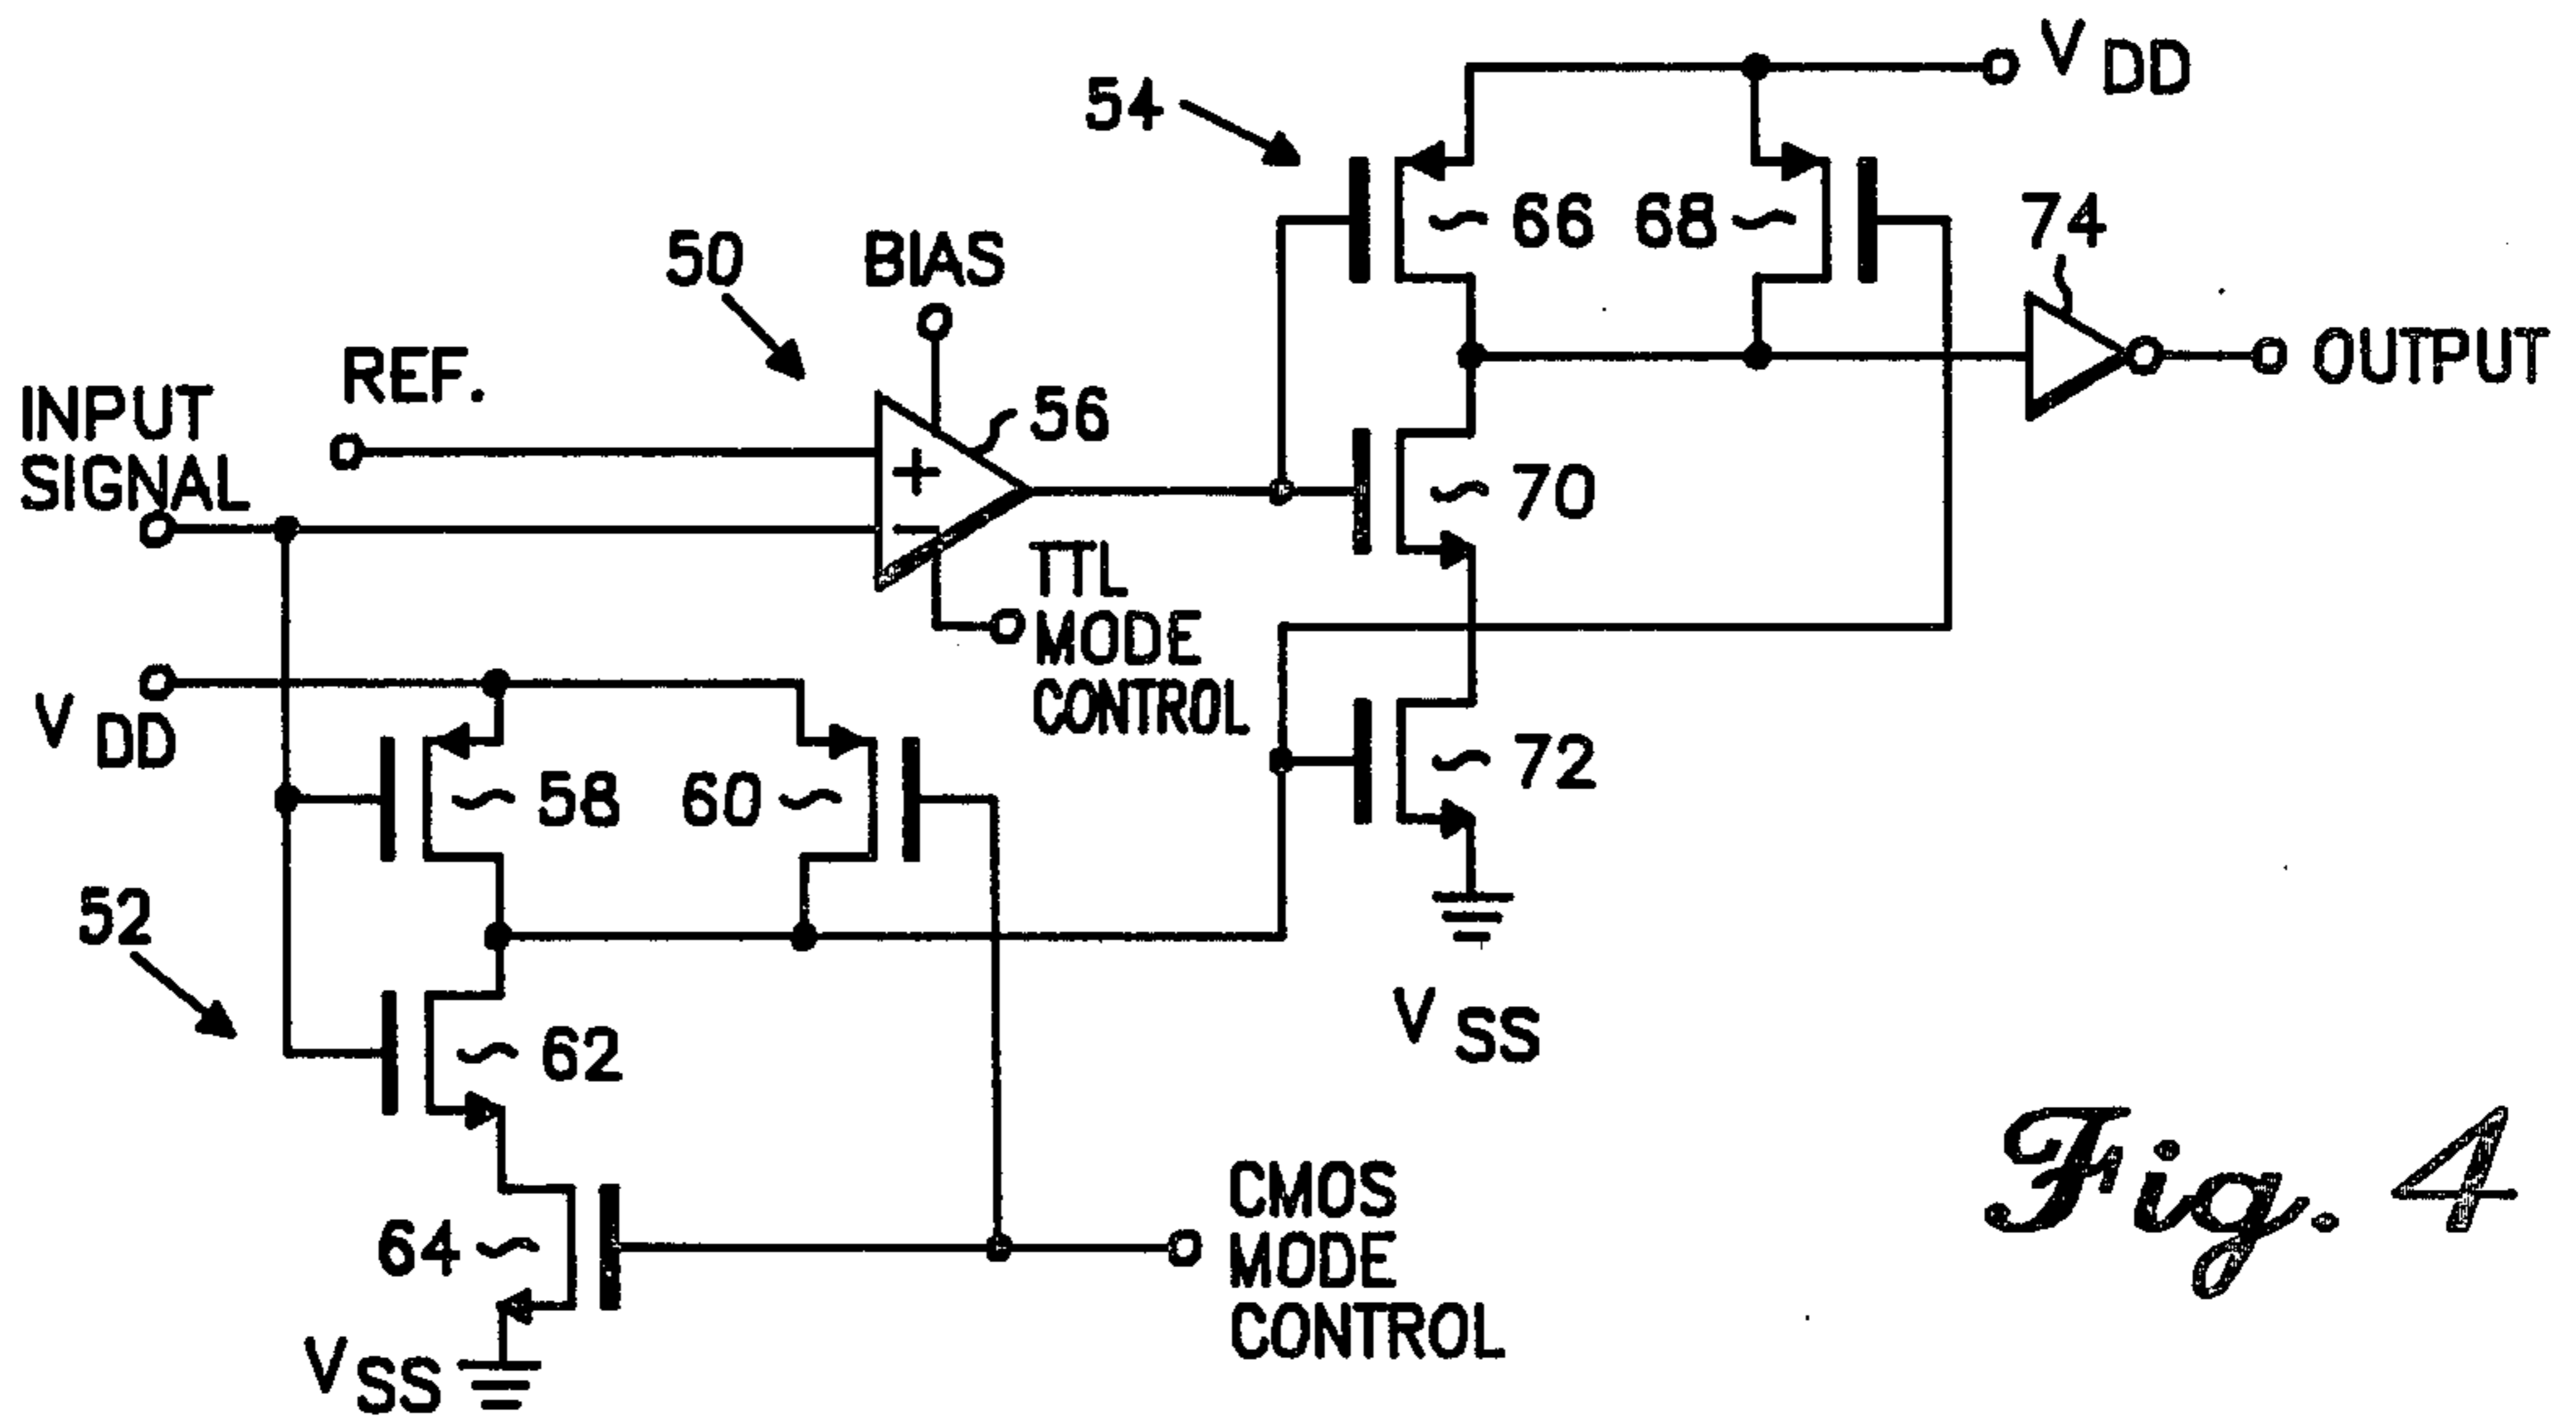 V DD
54
66
68
74
50
BIAS
REF.
56
OUTPUT
INPUT
SIGNAL
+
−
70
TTL
MODE
CONTROL
V DD
58
60
72
52
62
V SS
64
CMOS
MODE
CONTROL
V SS
Fig. 4